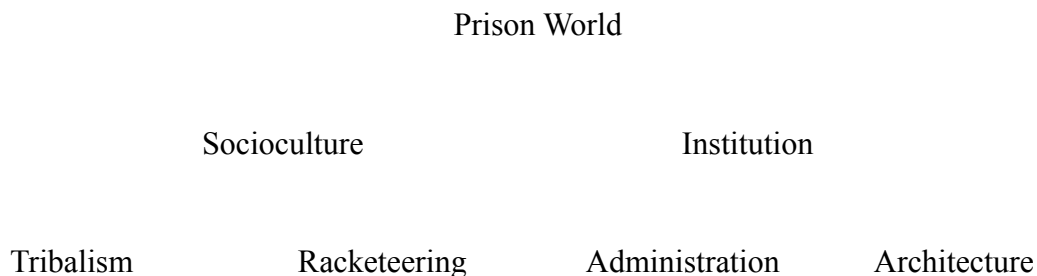 Prison World
Socioculture Institution
Tribalism Racketeering Administration Architecture